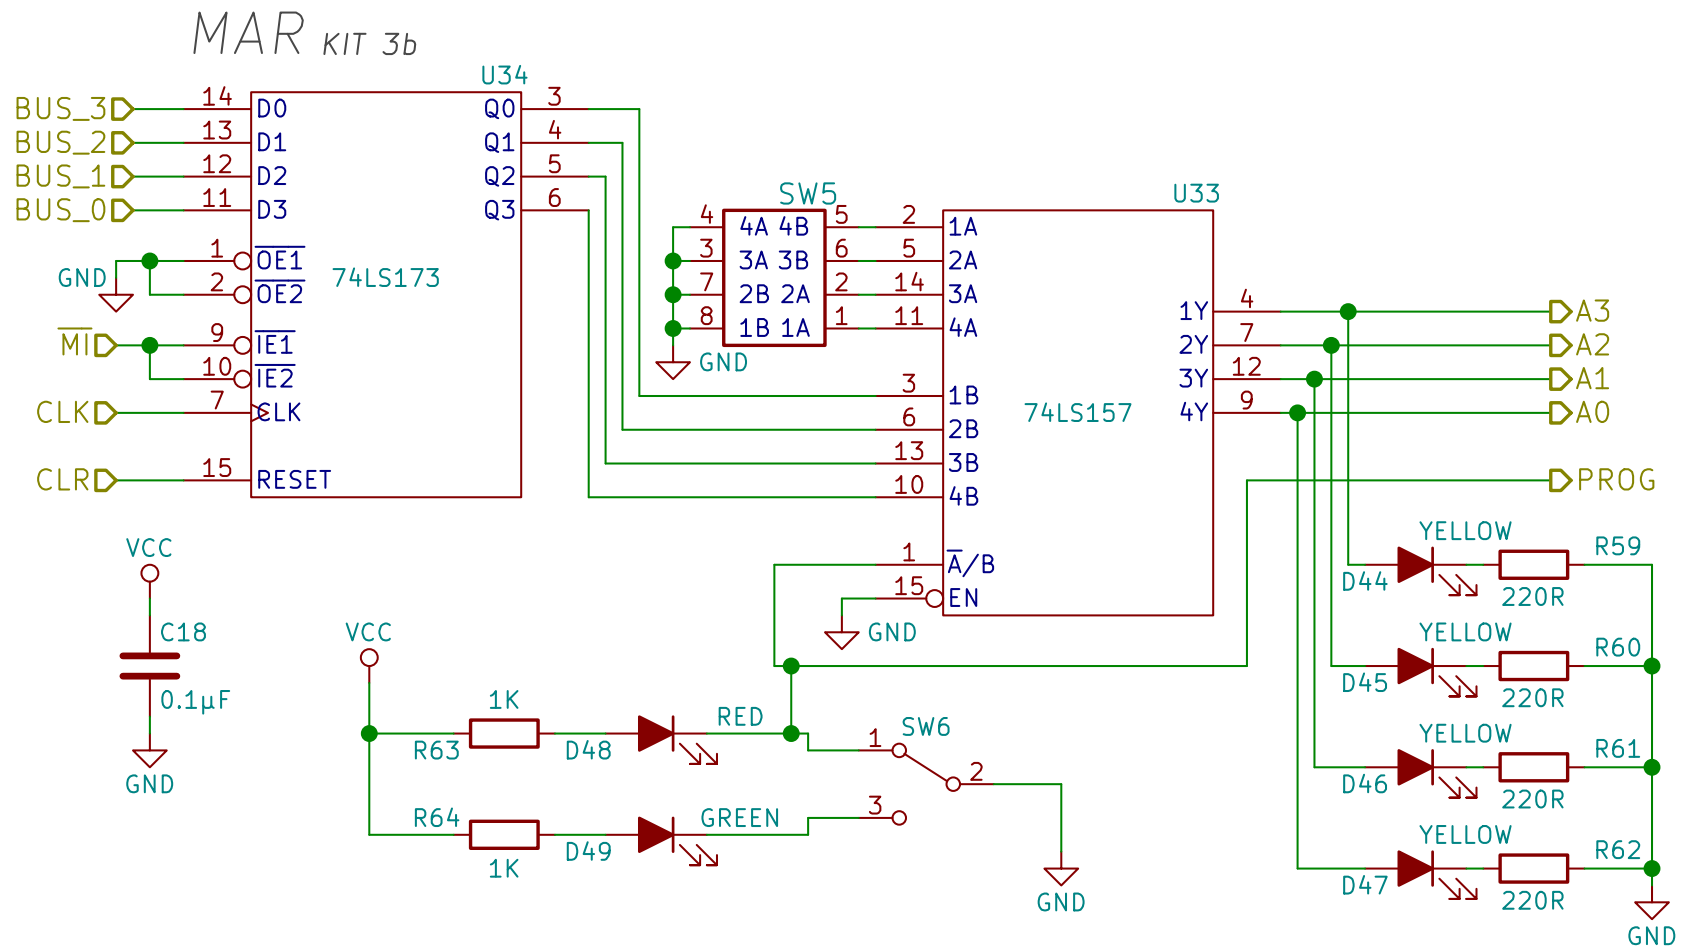 MAR KIT 3b
U34
BUS_3 14 D0 Q0 3
BUS_2 13 D1 Q1 4
BUS_1 12 D2 Q2 5
BUS_0 11 D3 Q3 6
GND 1 OE1
2 OE2
74LS173
MI 9 IE1
10 IE2
CLK 7 CLK
CLR 15 RESET
SW5
4 4A 4B 5
3 3A 3B 6
7 2B 2A 2
8 1B 1A 1
GND
U33
2 1A
5 2A
14 3A
11 4A
3 1B
6 2B
13 3B
10 4B
1 A/B
15 EN
GND
74LS157
1Y 4 A3
2Y 7 A2
3Y 12 A1
4Y 9 A0
PROG
YELLOW
D44 R59
220R
YELLOW
D45 R60
220R
YELLOW
D46 R61
220R
YELLOW
D47 R62
220R
GND
VCC
C18
0.1µF
GND
VCC
1K RED
R63 D48
R64 GREEN
1K D49
SW6
1
2
3
GND